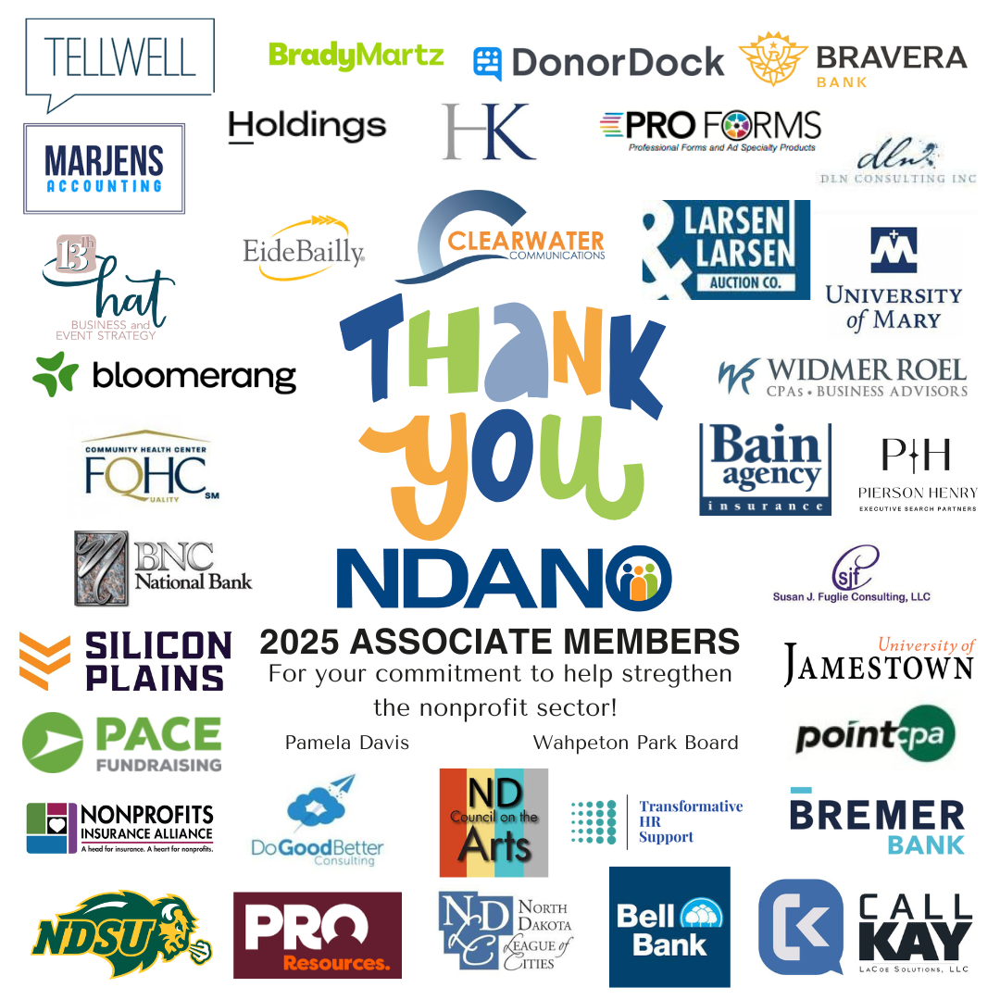 TELLWELL
BradyMartz
DonorDock
BRAVERA
BANK
MARJENS
ACCOUNTING
Holdings
HK
PRO FORMS
Professional Forms and Ad Specialty Products
dln
DLN CONSULTING INC
13th
hat
BUSINESS and
EVENT STRATEGY
EideBailly®
CLEARWATER
COMMUNICATIONS
&
LARSEN
LARSEN
AUCTION CO.
M
UNIVERSITY
of MARY
bloomerang
THANK
YOU
WR
WIDMER ROEL
CPAs • BUSINESS ADVISORS
COMMUNITY HEALTH CENTER
FQHC SM
QUALITY
Bain
agency
insurance
P H
PIERSON HENRY
EXECUTIVE SEARCH PARTNERS
BNC
National Bank
NDANO
sjf
Susan J. Fuglie Consulting, LLC
SILICON
PLAINS
2025 ASSOCIATE MEMBERS
For your commitment to help stregthen
the nonprofit sector!
University of
JAMESTOWN
PACE
FUNDRAISING
Pamela Davis
Wahpeton Park Board
pointcpa
NONPROFITS
INSURANCE ALLIANCE
A head for insurance. A heart for nonprofits.
DoGoodBetter
Consulting
ND
Council on the
Arts
Transformative
HR
Support
BREMER
BANK
NDSU
PRO
Resources.
NDLC
NORTH
DAKOTA
LEAGUE of
CITIES
Bell
Bank
CK
CALL
KAY
LACOE SOLUTIONS, LLC